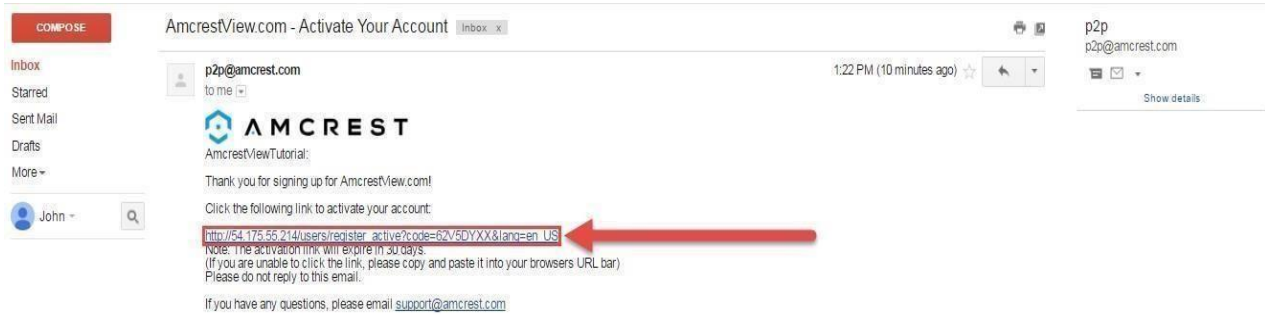 COMPOSE
Inbox
Starred
Sent Mail
Drafts
More
John
AmcrestView.com - Activate Your Account Inbox x
p2p@amcrest.com
to me
1:22 PM (10 minutes ago)
AMCREST
AmcrestViewTutorial:
Thank you for signing up for AmcrestView.com!
Click the following link to activate your account:
http://54.175.55.214/users/register_active?code=62V5DYXX&lang=en_US
Note: The activation link will expire in 30 days.
(If you are unable to click the link, please copy and paste it into your browsers URL bar)
Please do not reply to this email.
If you have any questions, please email support@amcrest.com
p2p
p2p@amcrest.com
Show details